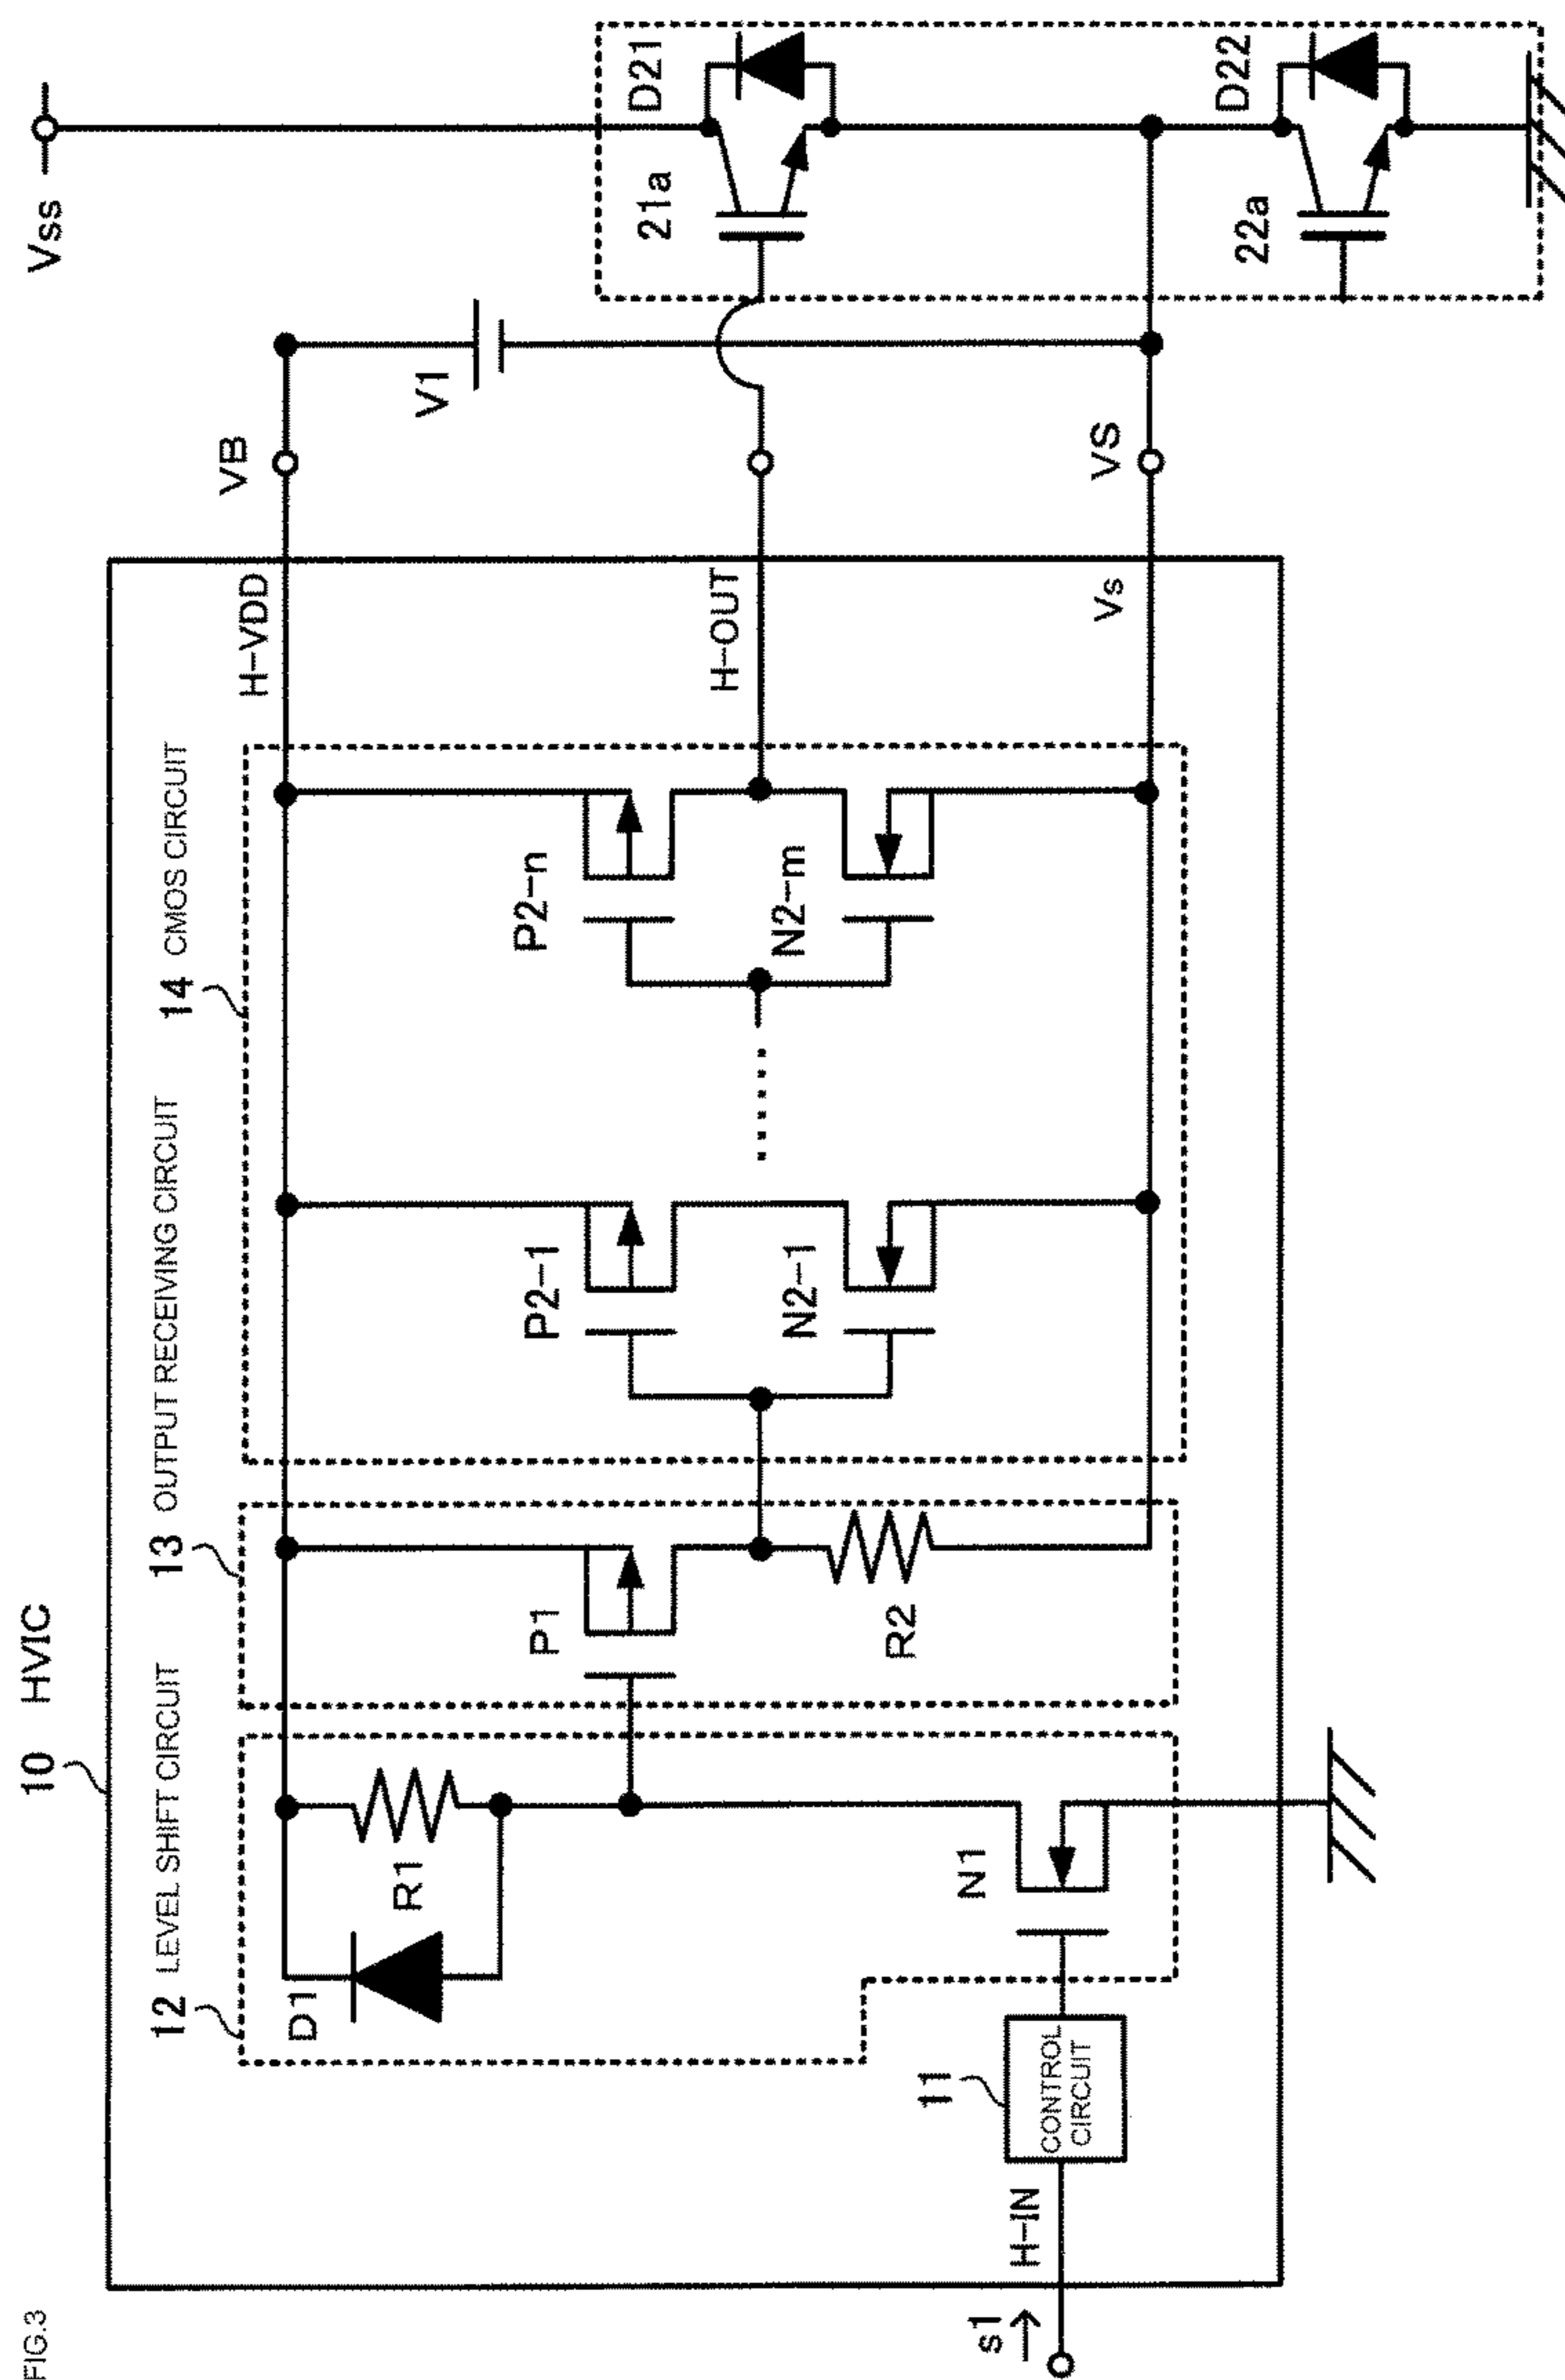 FIG.3
10 HVIC
12 LEVEL SHIFT CIRCUIT
13 OUTPUT RECEIVING CIRCUIT
14 CMOS CIRCUIT
H-VDD
VB
Vss
D1
R1
P1
P2-1
P2-n
V1
D21
21a
H-OUT
N1
R2
N2-1
N2-m
Vs
VS
D22
22a
s1
H-IN
11
CONTROL
CIRCUIT